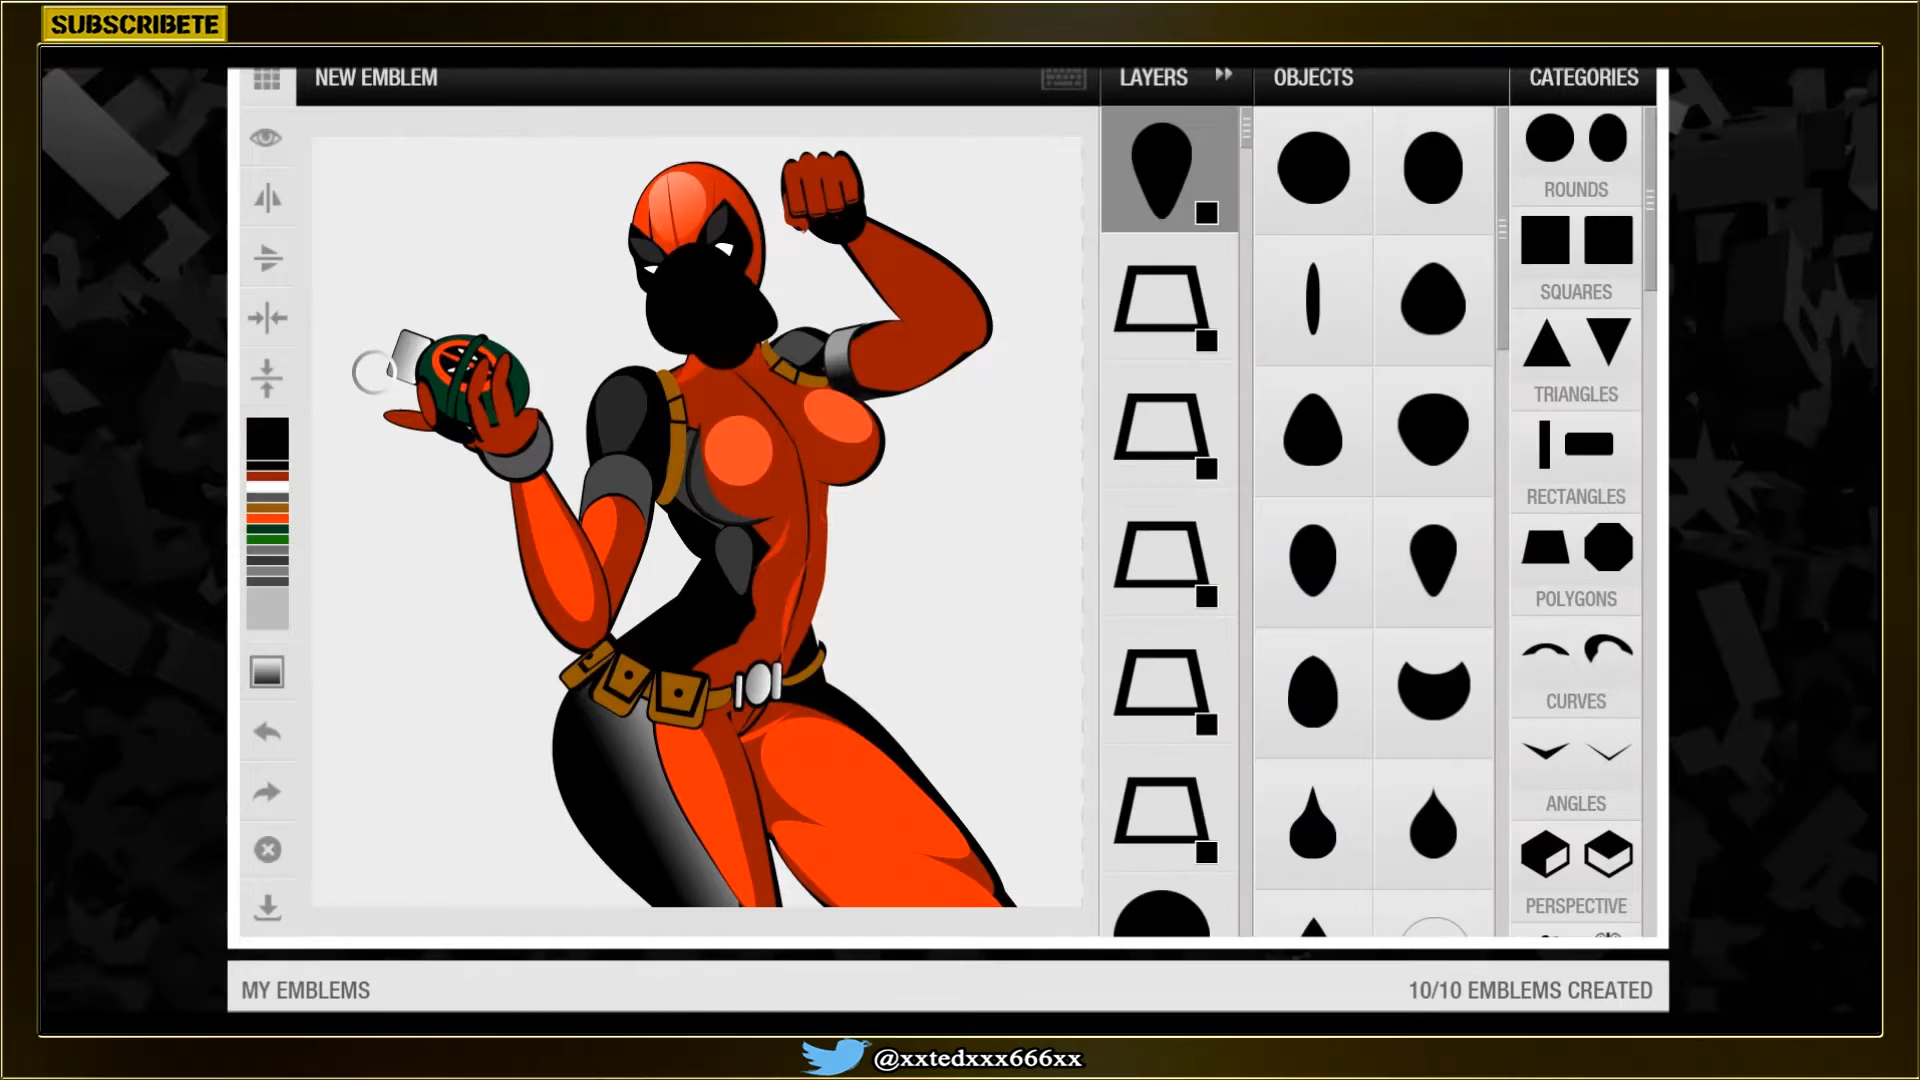 SUBSCRIBETE
NEW EMBLEM
LAYERS
OBJECTS
CATEGORIES
ROUNDS
SQUARES
TRIANGLES
RECTANGLES
POLYGONS
CURVES
ANGLES
PERSPECTIVE
MY EMBLEMS
10/10 EMBLEMS CREATED
@xxtedxxx666xx